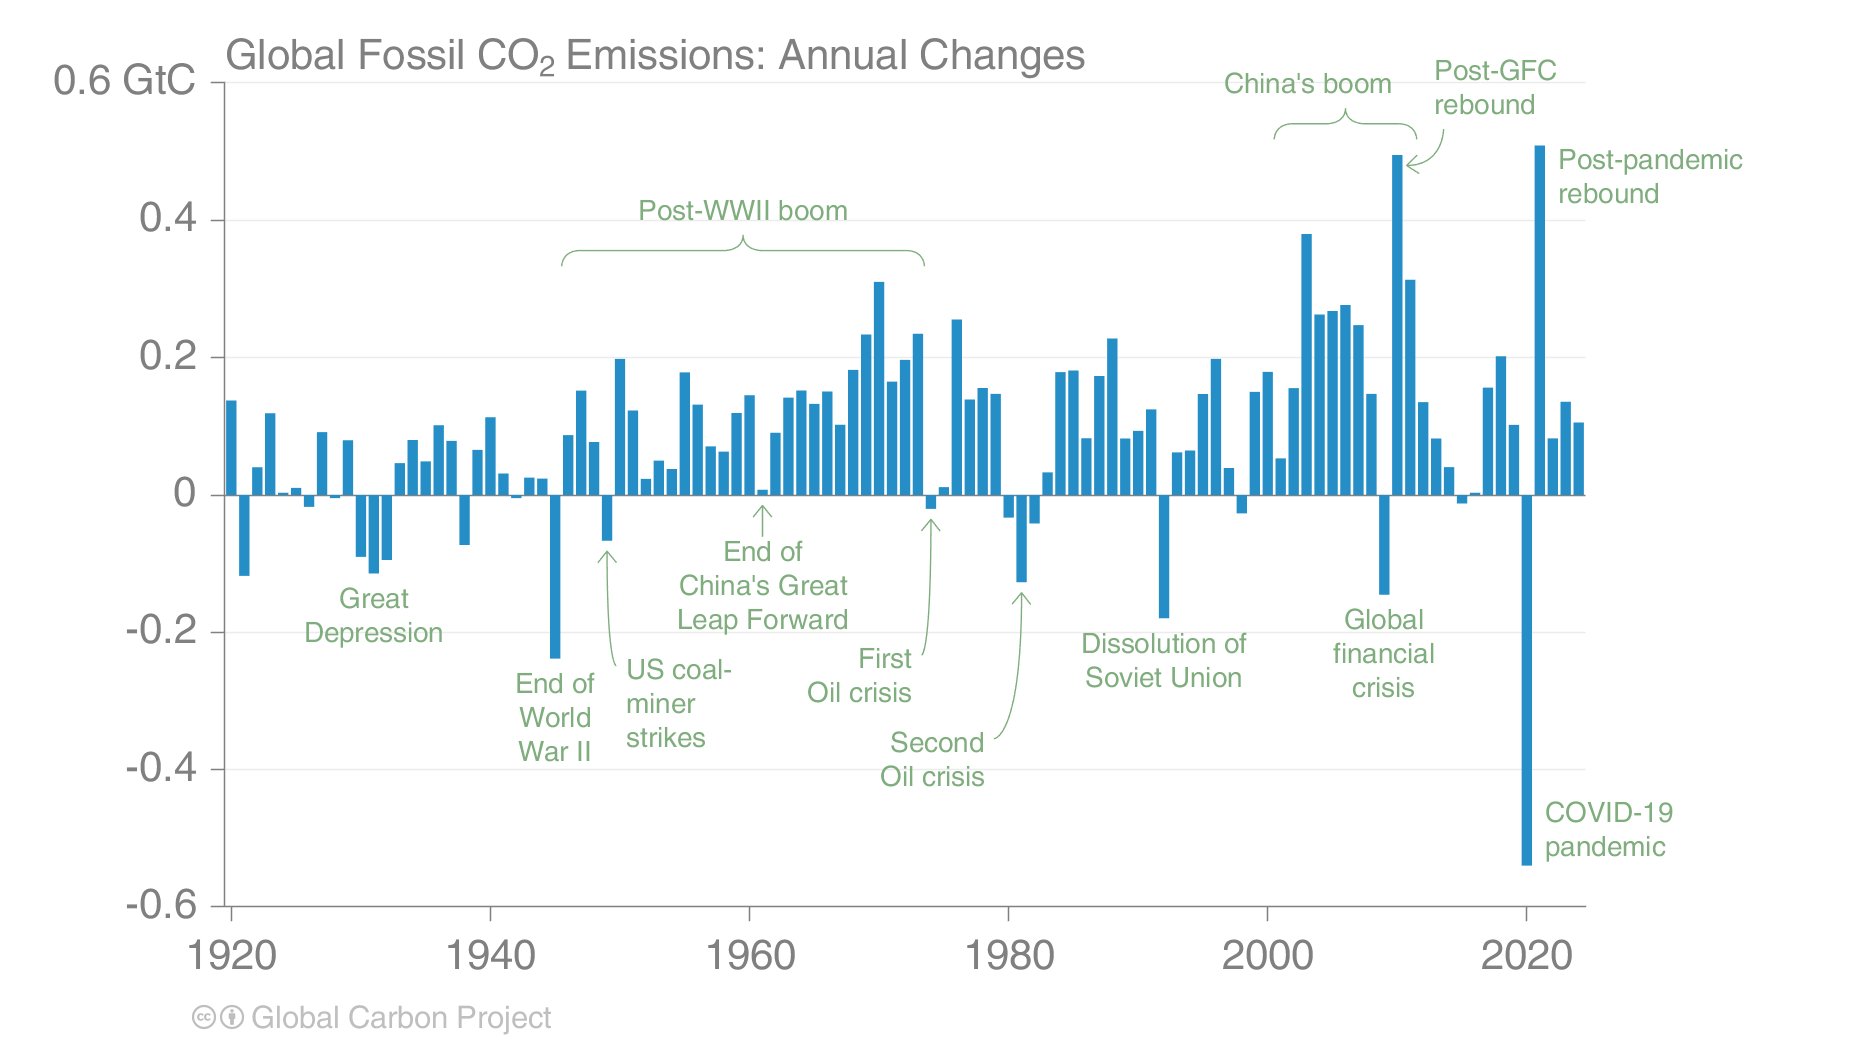 Global Fossil CO₂ Emissions: Annual Changes
0.6 GtC
0.4
0.2
0
-0.2
-0.4
-0.6
China's boom
Post-GFC
rebound
Post-pandemic
rebound
Post-WWII boom
Great
Depression
End of
World
War II
US coal-
miner
strikes
End of
China's Great
Leap Forward
First
Oil crisis
Second
Oil crisis
Dissolution of
Soviet Union
Global
financial
crisis
COVID-19
pandemic
1920
1940
1960
1980
2000
2020
cc Global Carbon Project